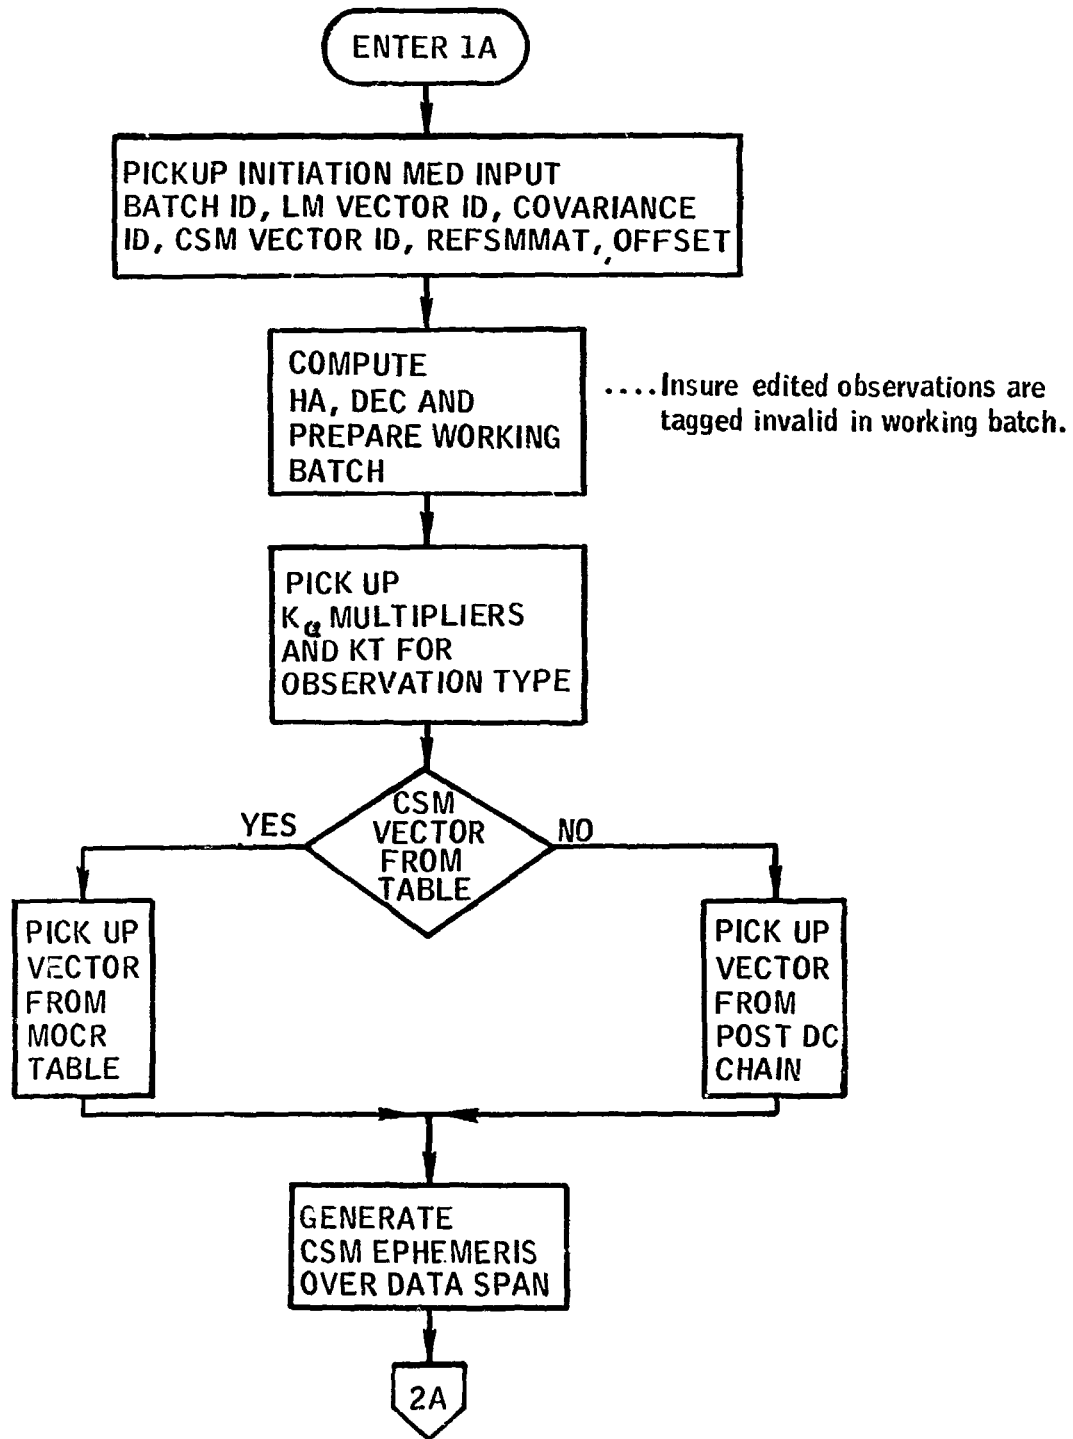 ENTER 1A
PICKUP INITIATION MED INPUT
BATCH ID, LM VECTOR ID, COVARIANCE
ID, CSM VECTOR ID, REFSMMAT, OFFSET
COMPUTE
HA, DEC AND
PREPARE WORKING
BATCH
....Insure edited observations are
tagged invalid in working batch.
PICK UP
Kα MULTIPLIERS
AND KT FOR
OBSERVATION TYPE
CSM
VECTOR
FROM
TABLE
YES
NO
PICK UP
VECTOR
FROM
MOCR
TABLE
PICK UP
VECTOR
FROM
POST DC
CHAIN
GENERATE
CSM EPHEMERIS
OVER DATA SPAN
2A